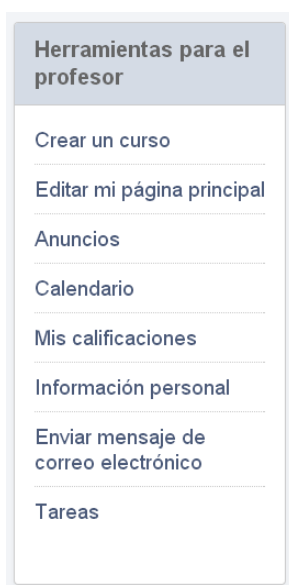 Herramientas para el
profesor
Crear un curso
Editar mi página principal
Anuncios
Calendario
Mis calificaciones
Información personal
Enviar mensaje de
correo electrónico
Tareas